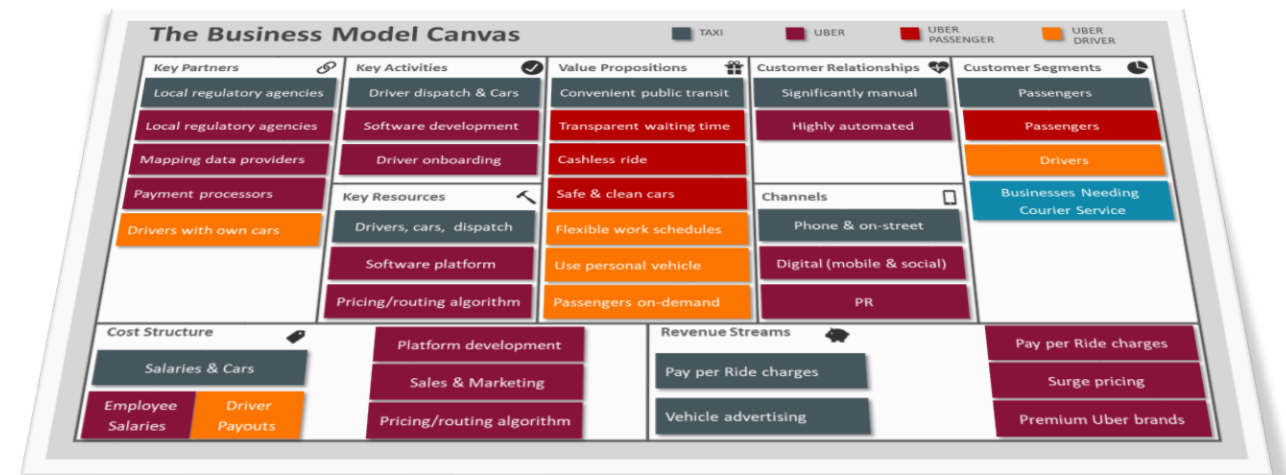 The Business Model Canvas
TAXI
UBER
UBER
PASSENGER
UBER
DRIVER
Key Partners
Local regulatory agencies
Local regulatory agencies
Mapping data providers
Payment processors
Drivers with own cars
Key Activities
Driver dispatch & Cars
Software development
Driver onboarding
Key Resources
Drivers, cars, dispatch
Software platform
Pricing/routing algorithm
Value Propositions
Convenient public transit
Transparent waiting time
Cashless ride
Safe & clean cars
Flexible work schedules
Use personal vehicle
Passengers on-demand
Customer Relationships
Significantly manual
Highly automated
Channels
Phone & on-street
Digital (mobile & social)
PR
Customer Segments
Passengers
Passengers
Drivers
Businesses Needing
Courier Service
Cost Structure
Salaries & Cars
Employee
Salaries
Driver
Payouts
Platform development
Sales & Marketing
Pricing/routing algorithm
Revenue Streams
Pay per Ride charges
Vehicle advertising
Pay per Ride charges
Surge pricing
Premium Uber brands